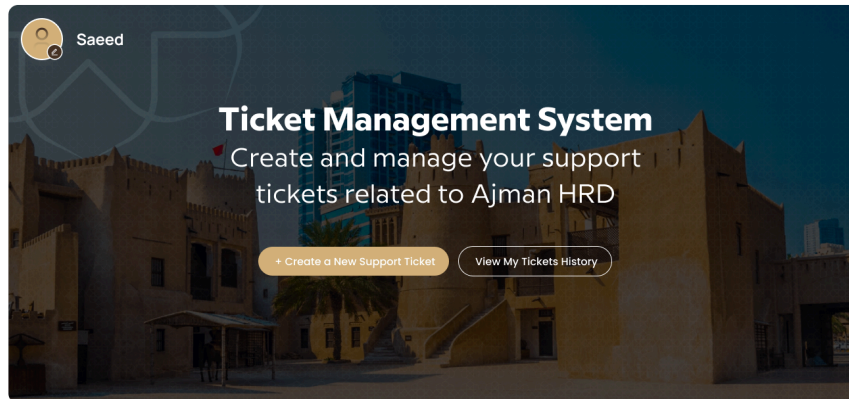 Saeed
Ticket Management System
Create and manage your support
tickets related to Ajman HRD
+ Create a New Support Ticket
View My Tickets History